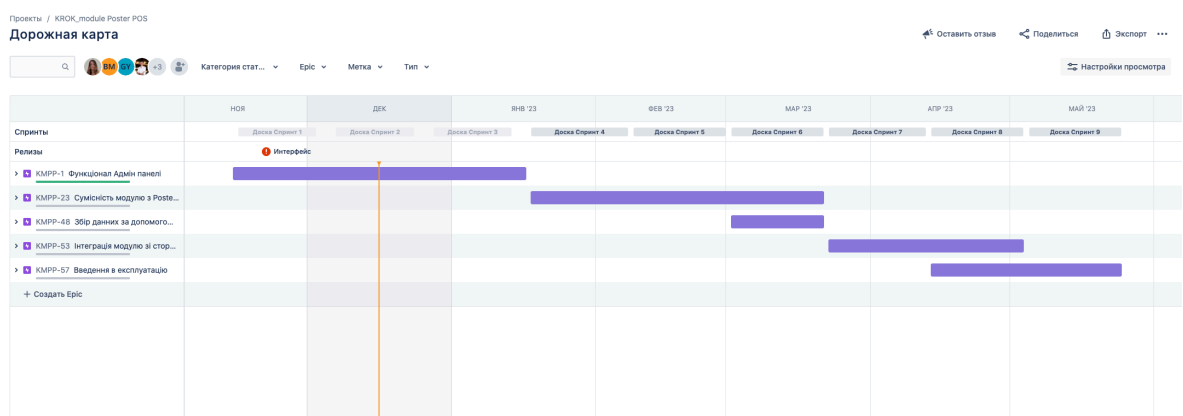 Проекты / KROK_module Poster POS
Дорожная карта
Оставить отзыв Поделиться Экспорт
BM GY +3 Категория стат... Epic Метка Тип Настройки просмотра
НОЯ ДЕК ЯНВ '23 ФЕВ '23 МАР '23 АПР '23 МАЙ '23
Спринты Доска Спринт 1 Доска Спринт 2 Доска Спринт 3 Доска Спринт 4 Доска Спринт 5 Доска Спринт 6 Доска Спринт 7 Доска Спринт 8 Доска Спринт 9
Релизы Интерфейс
KMPP-1 Функціонал Адмін панелі
KMPP-23 Сумісність модулю з Poste...
KMPP-48 Збір данних за допомого...
KMPP-53 Інтеграція модулю зі стор...
KMPP-57 Введення в експлуатацію
+ Создать Epic